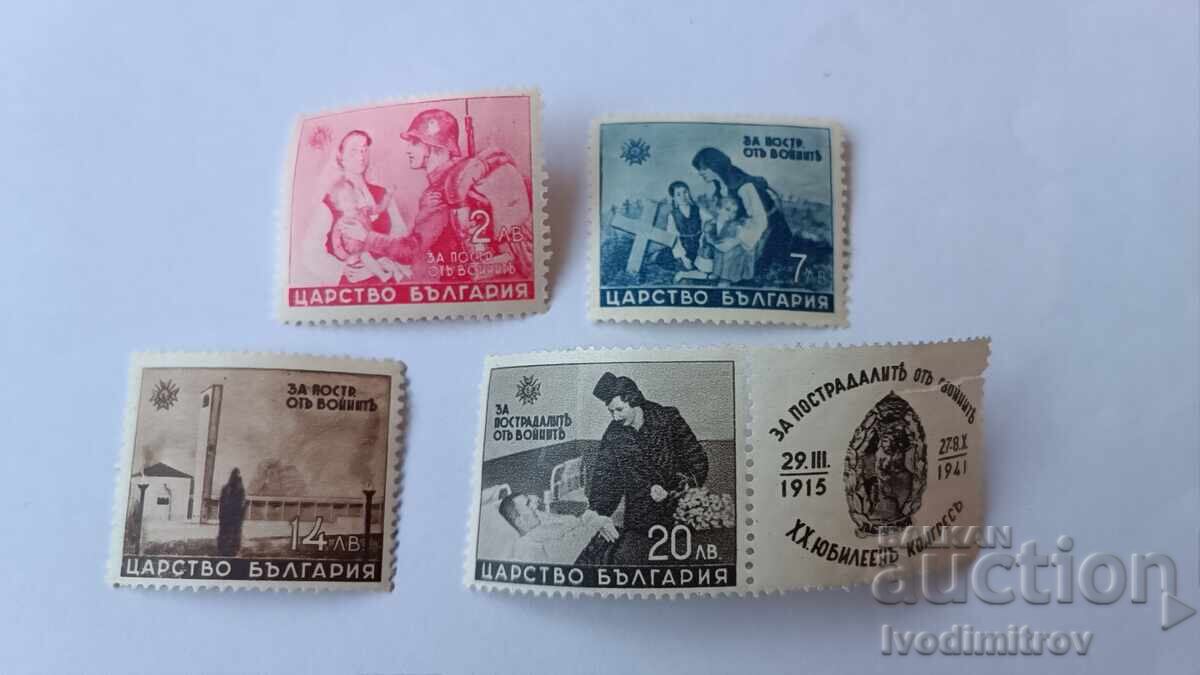 2 ЛВ.
ЗА ПОСТР.
ОТЪ ВОЙНИТѢ
ЦАРСТВО БЪЛГАРИЯ
ЗА ПОСТР.
ОТЪ ВОЙНИТѢ
7 ЛВ.
ЦАРСТВО БЪЛГАРИЯ
ЗА ПОСТР.
ОТЪ ВОЙНИТѢ
14 ЛВ.
ЦАРСТВО БЪЛГАРИЯ
ЗА
ПОСТРАДАЛИТѢ
ОТЪ ВОЙНИТѢ
20 ЛВ.
ЦАРСТВО БЪЛГАРИЯ
ЗА ПОСТРАДАЛИТѢ ОТЪ ВОЙНИТѢ
29.III.
1915
27-8.X
1941
XX. ЮБИЛЕЕНЪ КОНГРЕСЪ
BALKAN
auction
Ivodimitrov